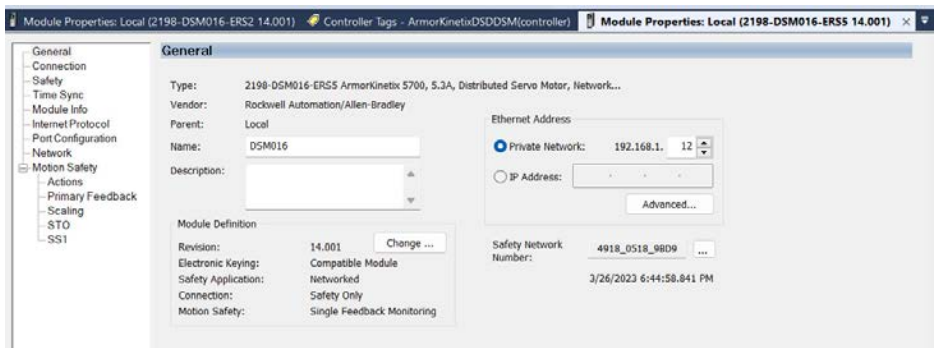 Module Properties: Local (2198-DSM016-ERS2 14.001) Controller Tags - ArmorKinetixDSDDSM(controller) Module Properties: Local (2198-DSM016-ERS5 14.001) ×
General
Connection
Safety
Time Sync
Module Info
Internet Protocol
Port Configuration
Network
Motion Safety
Actions
Primary Feedback
Scaling
STO
SS1
General
Type: 2198-DSM016-ERS5 ArmorKinetix 5700, 5.3A, Distributed Servo Motor, Network...
Vendor: Rockwell Automation/Allen-Bradley
Parent: Local
Name: DSM016
Description:
Module Definition
Revision: 14.001 Change ...
Electronic Keying: Compatible Module
Safety Application: Networked
Connection: Safety Only
Motion Safety: Single Feedback Monitoring
Ethernet Address
Private Network: 192.168.1. 12
IP Address: . . .
Advanced...
Safety Network
Number: 4918_0518_9BD9 ...
3/26/2023 6:44:58.841 PM